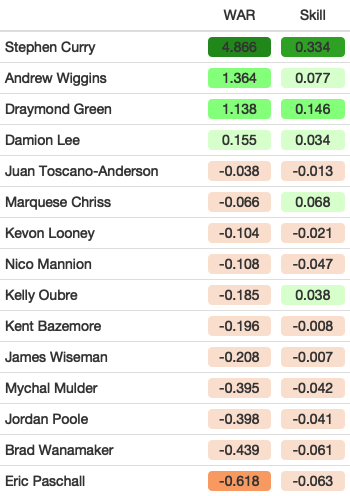 WAR Skill
Stephen Curry 4.866 0.334
Andrew Wiggins 1.364 0.077
Draymond Green 1.138 0.146
Damion Lee 0.155 0.034
Juan Toscano-Anderson -0.038 -0.013
Marquese Chriss -0.066 0.068
Kevon Looney -0.104 -0.021
Nico Mannion -0.108 -0.047
Kelly Oubre -0.185 0.038
Kent Bazemore -0.196 -0.008
James Wiseman -0.208 -0.007
Mychal Mulder -0.395 -0.042
Jordan Poole -0.398 -0.041
Brad Wanamaker -0.439 -0.061
Eric Paschall -0.618 -0.063